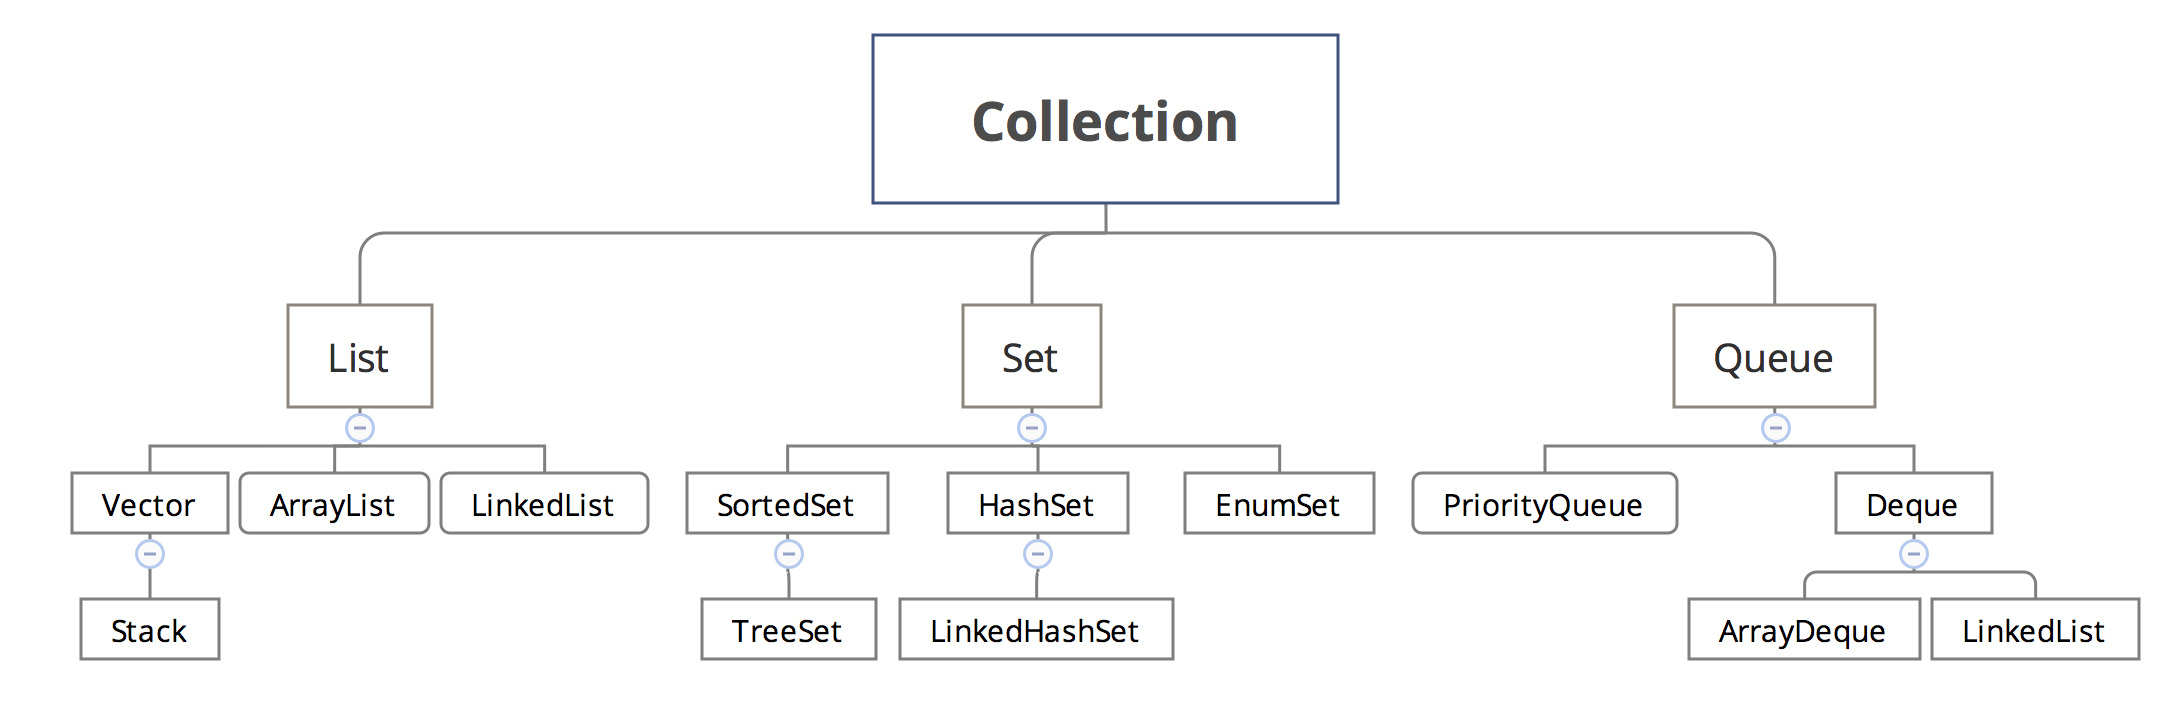 Collection
List
Set
Queue
Vector
ArrayList
LinkedList
SortedSet
HashSet
EnumSet
PriorityQueue
Deque
Stack
TreeSet
LinkedHashSet
ArrayDeque
LinkedList